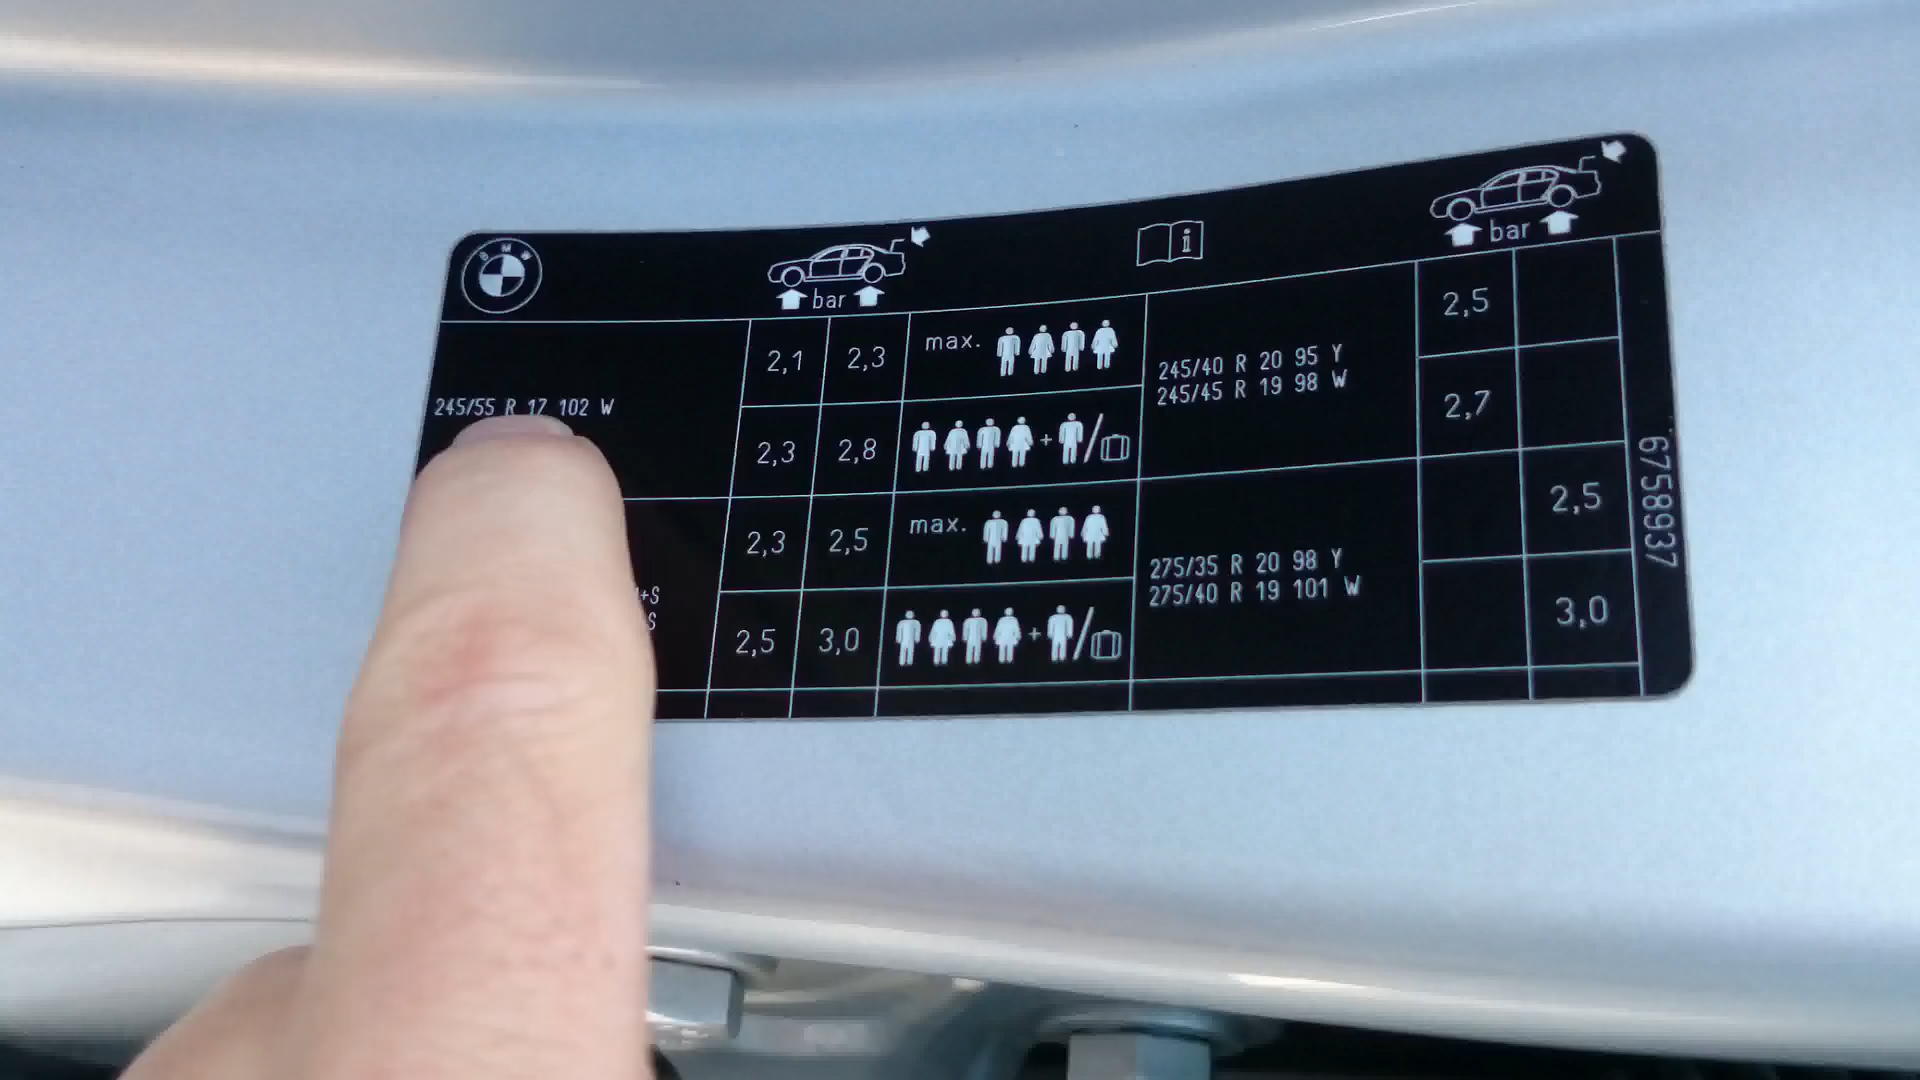 BMW
bar
bar
245/55 R 17 102 W
2,1 2,3 max.
2,3 2,8 +
2,3 2,5 max.
2,5 3,0 +
+S
S
245/40 R 20 95 Y
245/45 R 19 98 W
2,5
2,7
275/35 R 20 98 Y
275/40 R 19 101 W
2,5
3,0
6758937